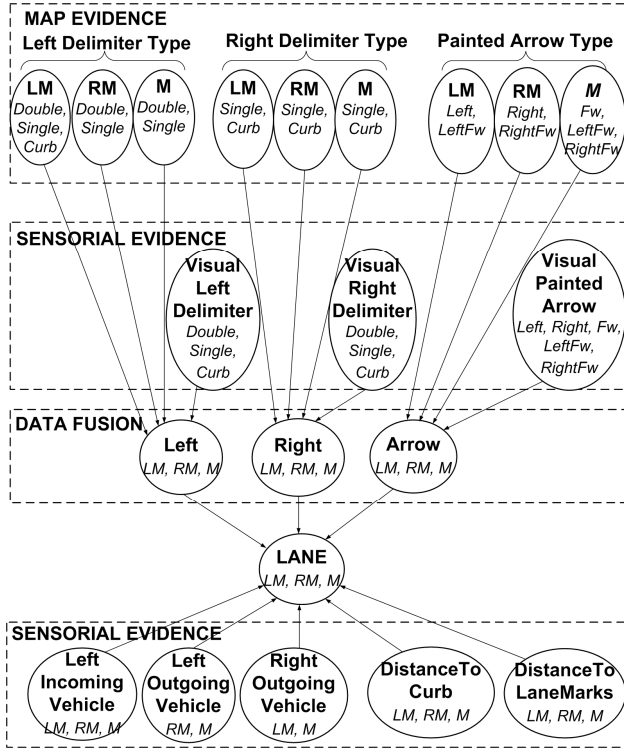 MAP EVIDENCE
Left Delimiter Type
Right Delimiter Type
Painted Arrow Type
LM
Double,
Single,
Curb
RM
Double,
Single
M
Double,
Single
LM
Single,
Curb
RM
Single,
Curb
M
Single,
Curb
LM
Left,
LeftFw
RM
Right,
RightFw
M
Fw,
LeftFw,
RightFw
SENSORIAL EVIDENCE
Visual
Left
Delimiter
Double,
Single,
Curb
Visual
Right
Delimiter
Double,
Single,
Curb
Visual
Painted
Arrow
Left, Right, Fw,
LeftFw,
RightFw
DATA FUSION
Left
LM, RM, M
Right
LM, RM, M
Arrow
LM, RM, M
LANE
LM, RM, M
SENSORIAL EVIDENCE
Left
Incoming
Vehicle
LM, RM, M
Left
Outgoing
Vehicle
RM, M
Right
Outgoing
Vehicle
LM, M
DistanceTo
Curb
LM, RM, M
DistanceTo
LaneMarks
LM, RM, M